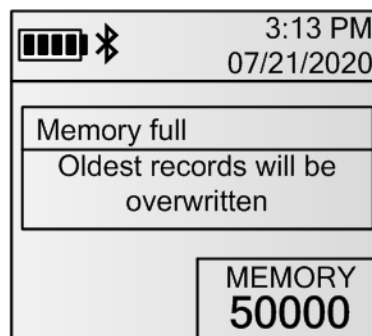 3:13 PM
07/21/2020
Memory full
Oldest records will be
overwritten
MEMORY
50000